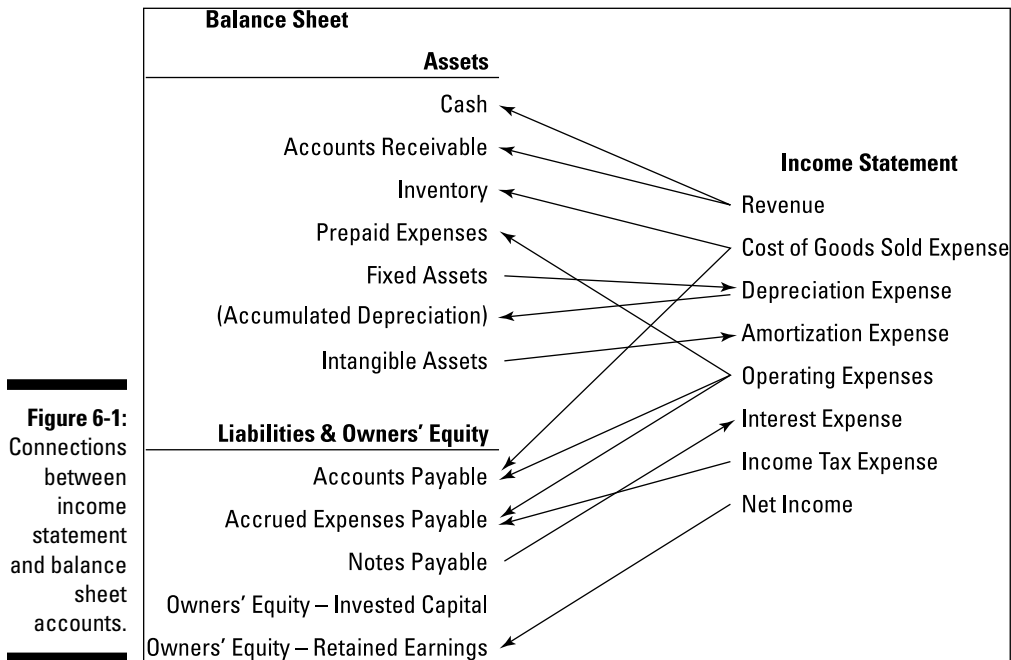 Balance Sheet
Assets
Cash
Accounts Receivable
Inventory
Prepaid Expenses
Fixed Assets
(Accumulated Depreciation)
Intangible Assets
Liabilities & Owners’ Equity
Accounts Payable
Accrued Expenses Payable
Notes Payable
Owners’ Equity – Invested Capital
Owners’ Equity – Retained Earnings
Income Statement
Revenue
Cost of Goods Sold Expense
Depreciation Expense
Amortization Expense
Operating Expenses
Interest Expense
Income Tax Expense
Net Income
Figure 6-1:
Connections
between
income
statement
and balance
sheet
accounts.